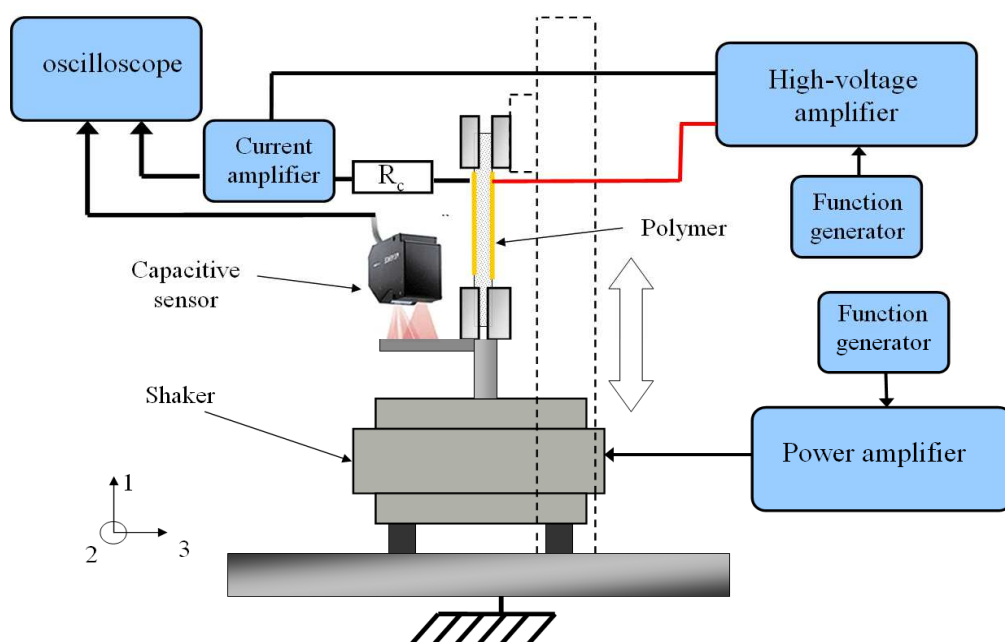 oscilloscope
High-voltage
amplifier
Current
amplifier
R_c
Function
generator
Polymer
Capacitive
sensor
Function
generator
Shaker
Power amplifier
1
2
3